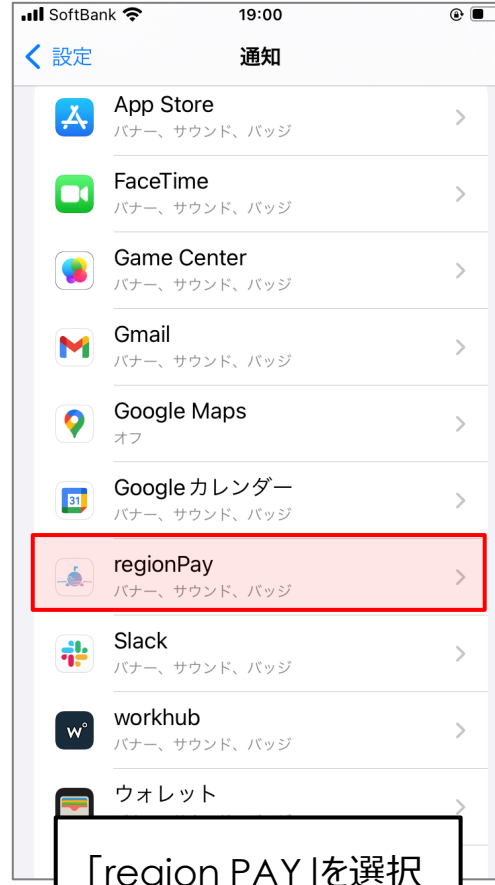 SoftBank 19:00
設定 通知
App Store
バナー、サウンド、バッジ
FaceTime
バナー、サウンド、バッジ
Game Center
バナー、サウンド、バッジ
Gmail
バナー、サウンド、バッジ
Google Maps
オフ
31
Googleカレンダー
バナー、サウンド、バッジ
regionPay
バナー、サウンド、バッジ
Slack
バナー、サウンド、バッジ
w°
workhub
バナー、サウンド、バッジ
ウォレット
「region PAY」を選択